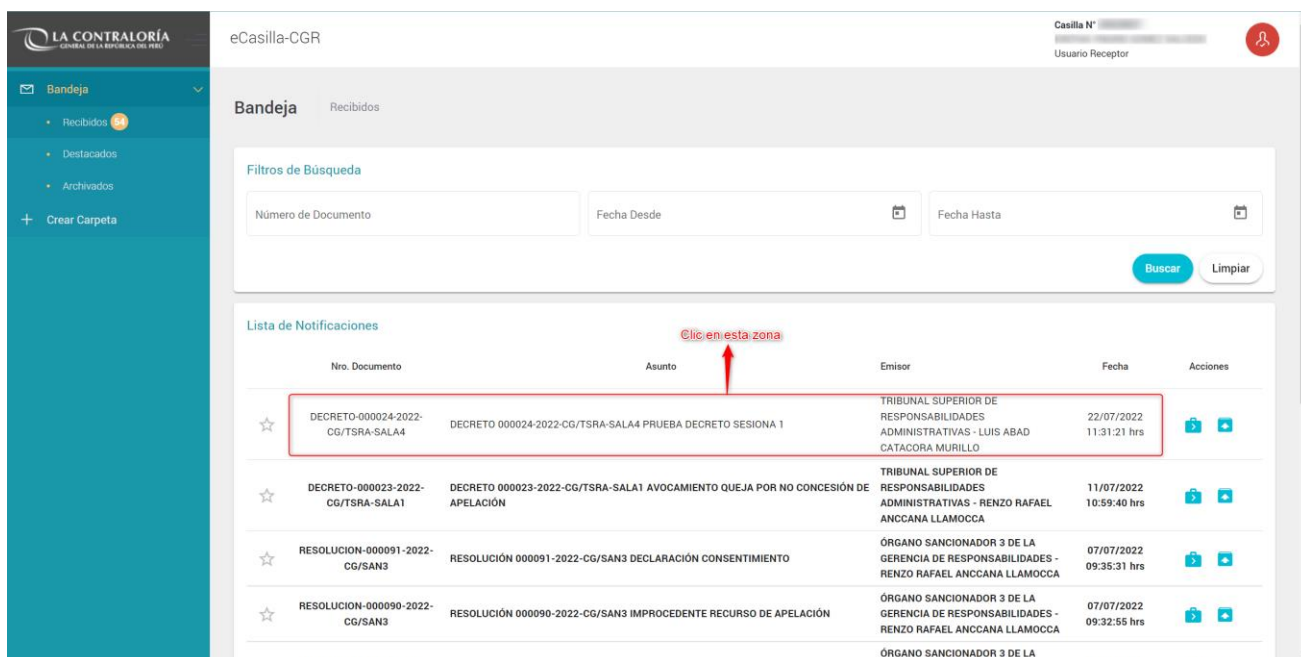 LA CONTRALORÍA
GENERAL DE LA REPÚBLICA DEL PERÚ
eCasilla-CGR
Casilla N°
Usuario Receptor
Bandeja
Recibidos 54
Destacados
Archivados
Crear Carpeta
Bandeja Recibidos
Filtros de Búsqueda
Número de Documento Fecha Desde Fecha Hasta
Buscar Limpiar
Lista de Notificaciones
Clic en esta zona
Nro. Documento Asunto Emisor Fecha Acciones
DECRETO-000024-2022-
CG/TSRA-SALA4
DECRETO 000024-2022-CG/TSRA-SALA4 PRUEBA DECRETO SESIONA 1
TRIBUNAL SUPERIOR DE
RESPONSABILIDADES
ADMINISTRATIVAS - LUIS ABAD
CATACORA MURILLO
22/07/2022
11:31:21 hrs
DECRETO-000023-2022-
CG/TSRA-SALA1
DECRETO 000023-2022-CG/TSRA-SALA1 AVOCAMIENTO QUEJA POR NO CONCESIÓN DE
APELACIÓN
TRIBUNAL SUPERIOR DE
RESPONSABILIDADES
ADMINISTRATIVAS - RENZO RAFAEL
ANCCANA LLAMOCCA
11/07/2022
10:59:40 hrs
RESOLUCION-000091-2022-
CG/SAN3
RESOLUCIÓN 000091-2022-CG/SAN3 DECLARACIÓN CONSENTIMIENTO
ÓRGANO SANCIONADOR 3 DE LA
GERENCIA DE RESPONSABILIDADES -
RENZO RAFAEL ANCCANA LLAMOCCA
07/07/2022
09:35:31 hrs
RESOLUCION-000090-2022-
CG/SAN3
RESOLUCIÓN 000090-2022-CG/SAN3 IMPROCEDENTE RECURSO DE APELACIÓN
ÓRGANO SANCIONADOR 3 DE LA
GERENCIA DE RESPONSABILIDADES -
RENZO RAFAEL ANCCANA LLAMOCCA
07/07/2022
09:32:55 hrs
ÓRGANO SANCIONADOR 3 DE LA